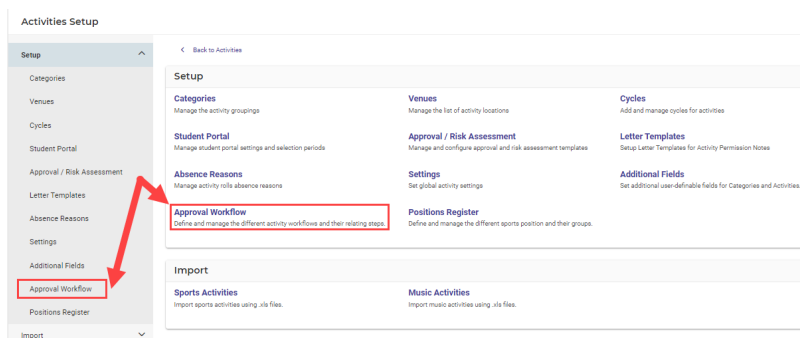 Activities Setup
Setup
Categories
Venues
Cycles
Student Portal
Approval / Risk Assessment
Letter Templates
Absence Reasons
Settings
Additional Fields
Approval Workflow
Positions Register
Import
Back to Activities
Setup
Categories
Manage the activity groupings
Venues
Manage the list of activity locations
Cycles
Add and manage cycles for activities
Student Portal
Manage student portal settings and selection periods
Approval / Risk Assessment
Manage and configure approval and risk assessment templates
Letter Templates
Setup Letter Templates for Activity Permission Notes
Absence Reasons
Manage activity rolls absence reasons
Settings
Set global activity settings
Additional Fields
Set additional user-definable fields for Categories and Activities.
Approval Workflow
Define and manage the different activity workflows and their relating steps.
Positions Register
Define and manage the different sports position and their groups.
Import
Sports Activities
Import sports activities using .xls files.
Music Activities
Import music activities using .xls files.